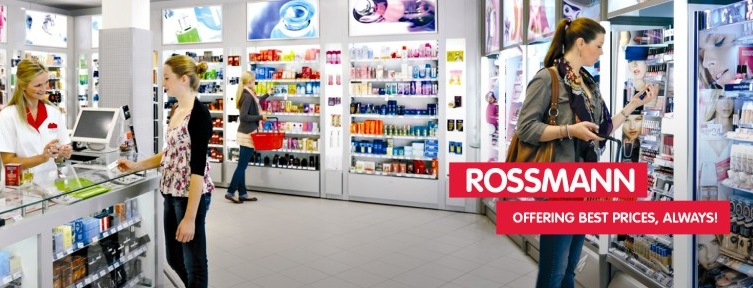 ROSSMANN
OFFERING BEST PRICES, ALWAYS!